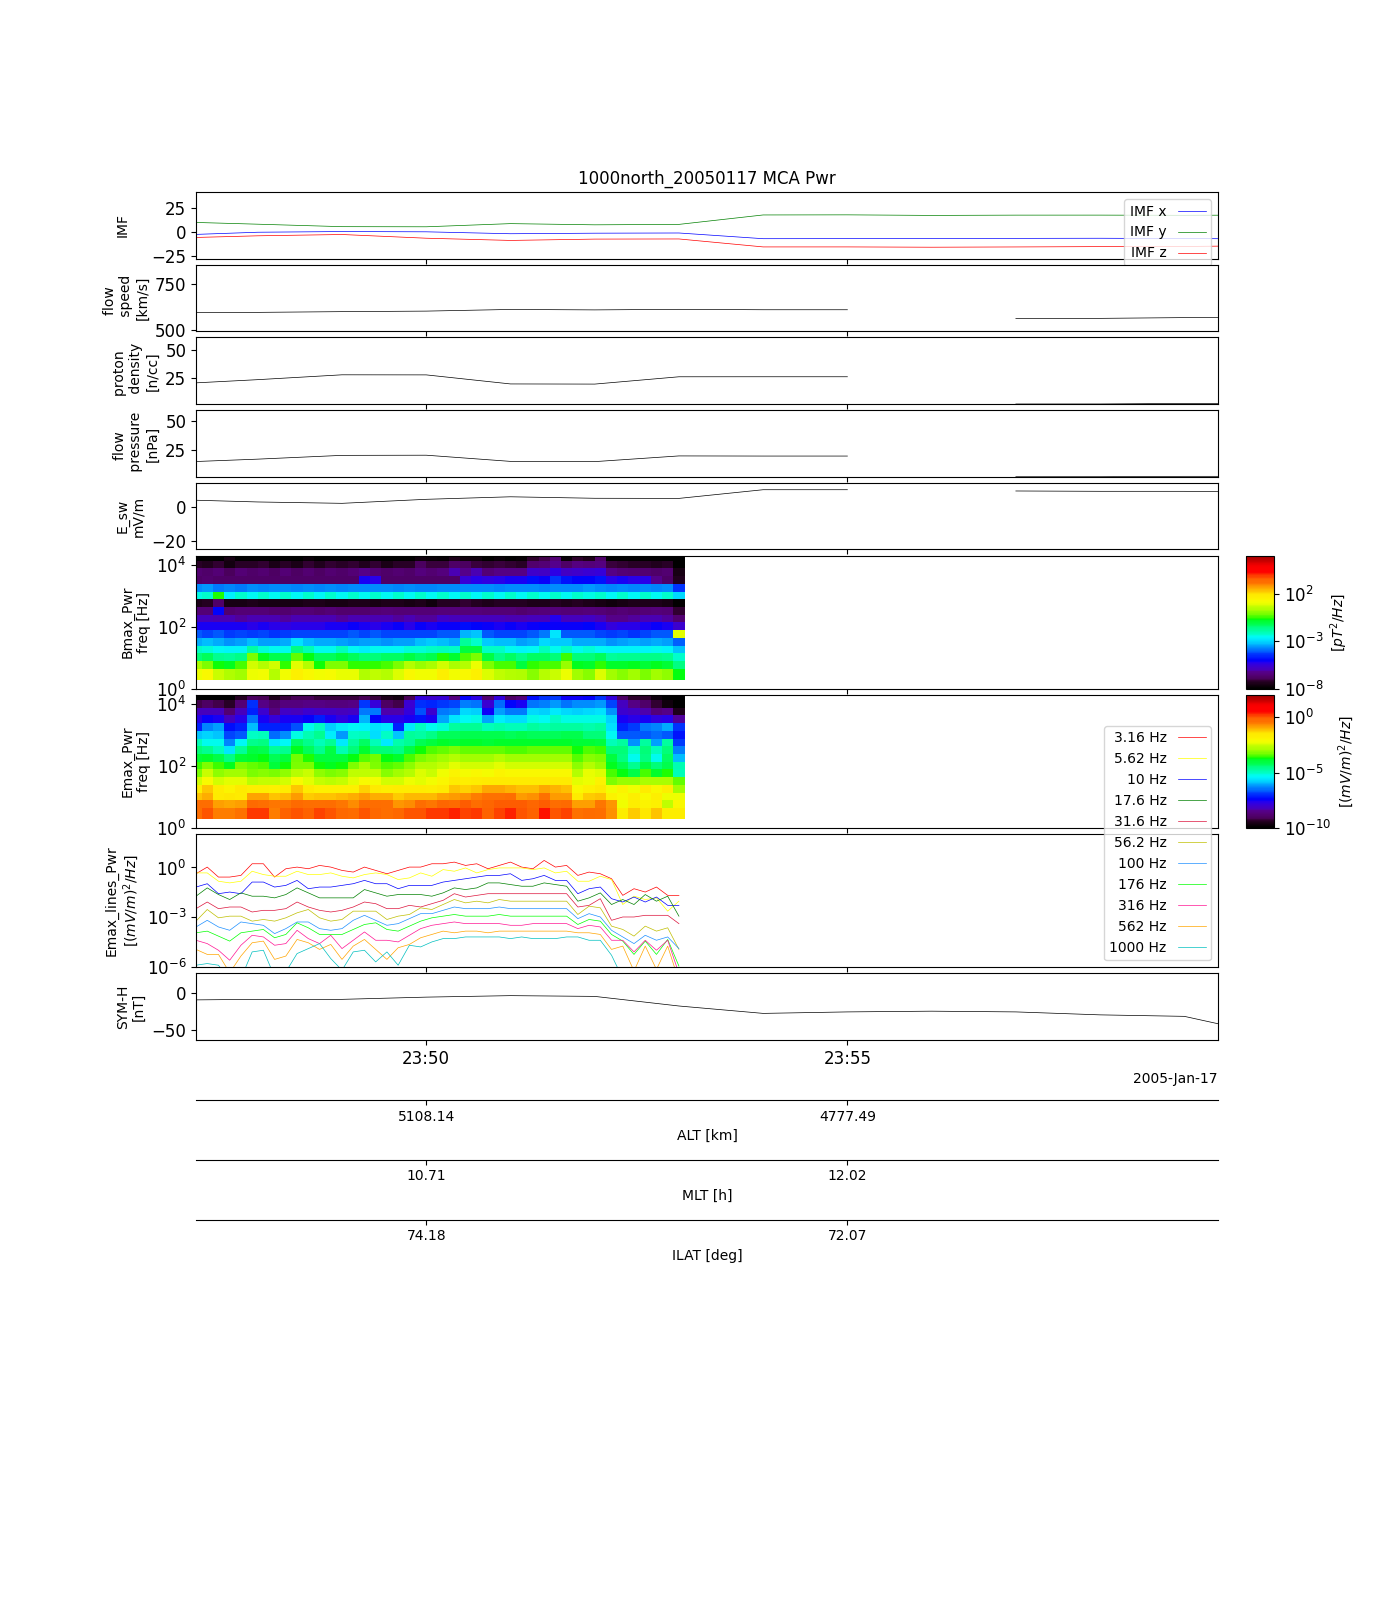 1000north_20050117 MCA Pwr
IMF
25
0
−25
IMF x
IMF y
IMF z
flow
speed
[km/s]
750
500
proton
density
[n/cc]
50
25
flow
pressure
[nPa]
50
25
E_sw
mV/m
0
−20
Bmax_Pwr
freq [Hz]
10^4
10^2
10^0
10^2
10^−3
10^−8
[pT^2/Hz]
Emax_Pwr
freq [Hz]
10^4
10^2
10^0
10^0
10^−5
10^−10
[(mV/m)^2/Hz]
3.16 Hz
5.62 Hz
10 Hz
17.6 Hz
31.6 Hz
56.2 Hz
100 Hz
176 Hz
316 Hz
562 Hz
1000 Hz
Emax_lines_Pwr
[(mV/m)^2/Hz]
10^0
10^−3
10^−6
SYM-H
[nT]
0
−50
23:50 23:55
2005-Jan-17
5108.14 4777.49
ALT [km]
10.71 12.02
MLT [h]
74.18 72.07
ILAT [deg]